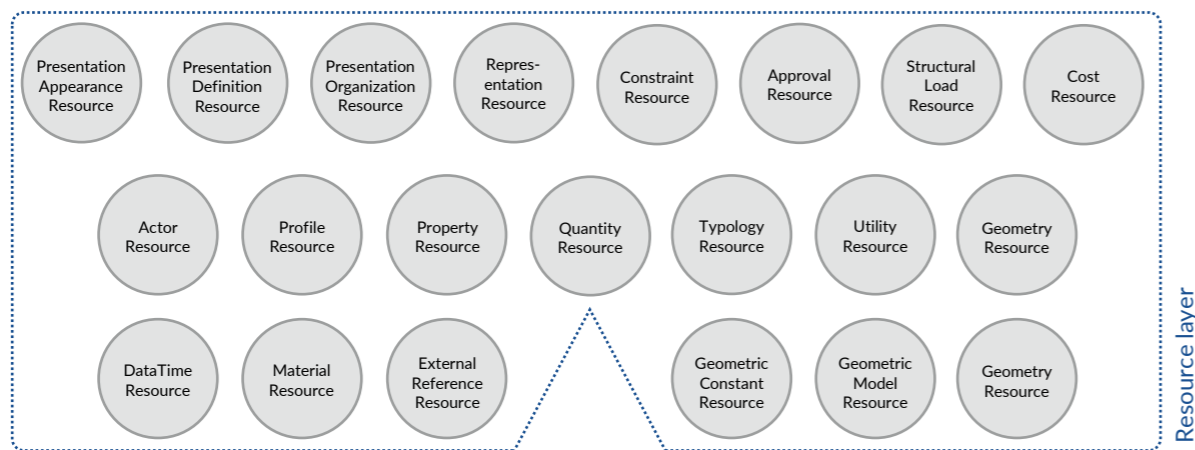 Presentation
Appearance
Resource
Presentation
Definition
Resource
Presentation
Organization
Resource
Repres-
entation
Resource
Constraint
Resource
Approval
Resource
Structural
Load
Resource
Cost
Resource
Actor
Resource
Profile
Resource
Property
Resource
Quantity
Resource
Typology
Resource
Utility
Resource
Geometry
Resource
DataTime
Resource
Material
Resource
External
Reference
Resource
Geometric
Constant
Resource
Geometric
Model
Resource
Geometry
Resource
Resource layer